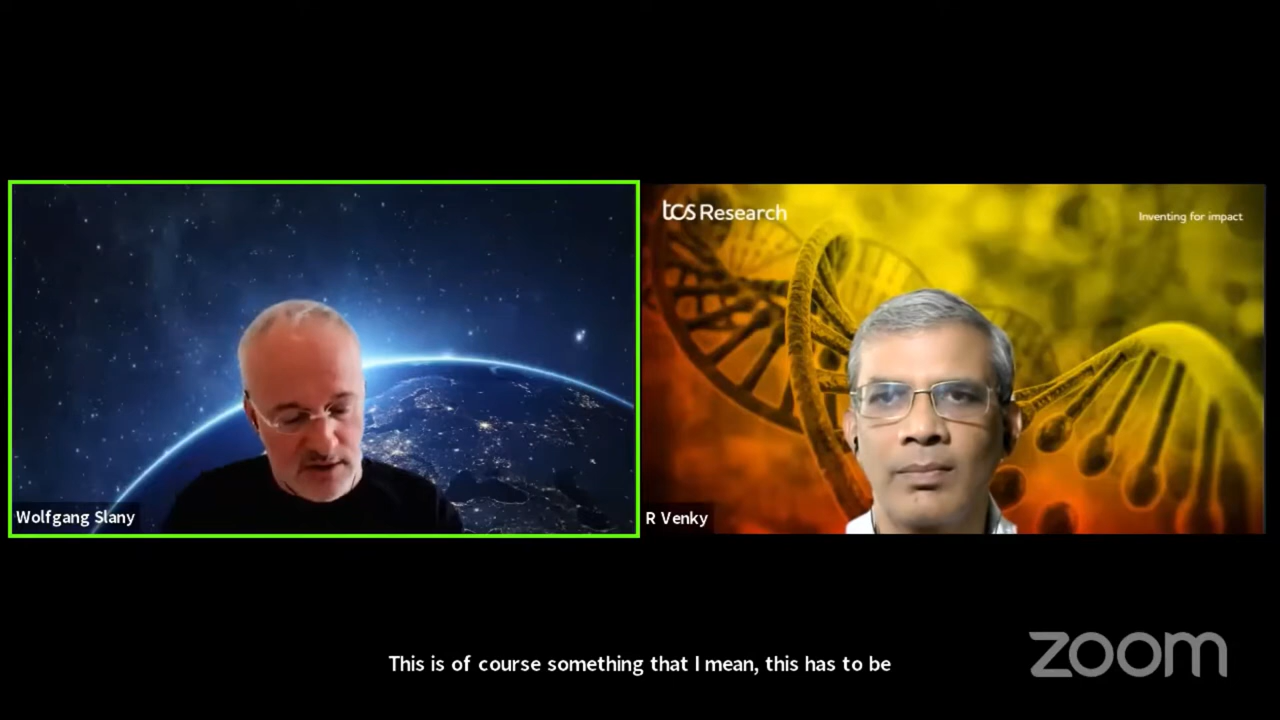 tcs Research
Inventing for impact
Wolfgang Slany
R Venky
This is of course something that I mean, this has to be
zoom